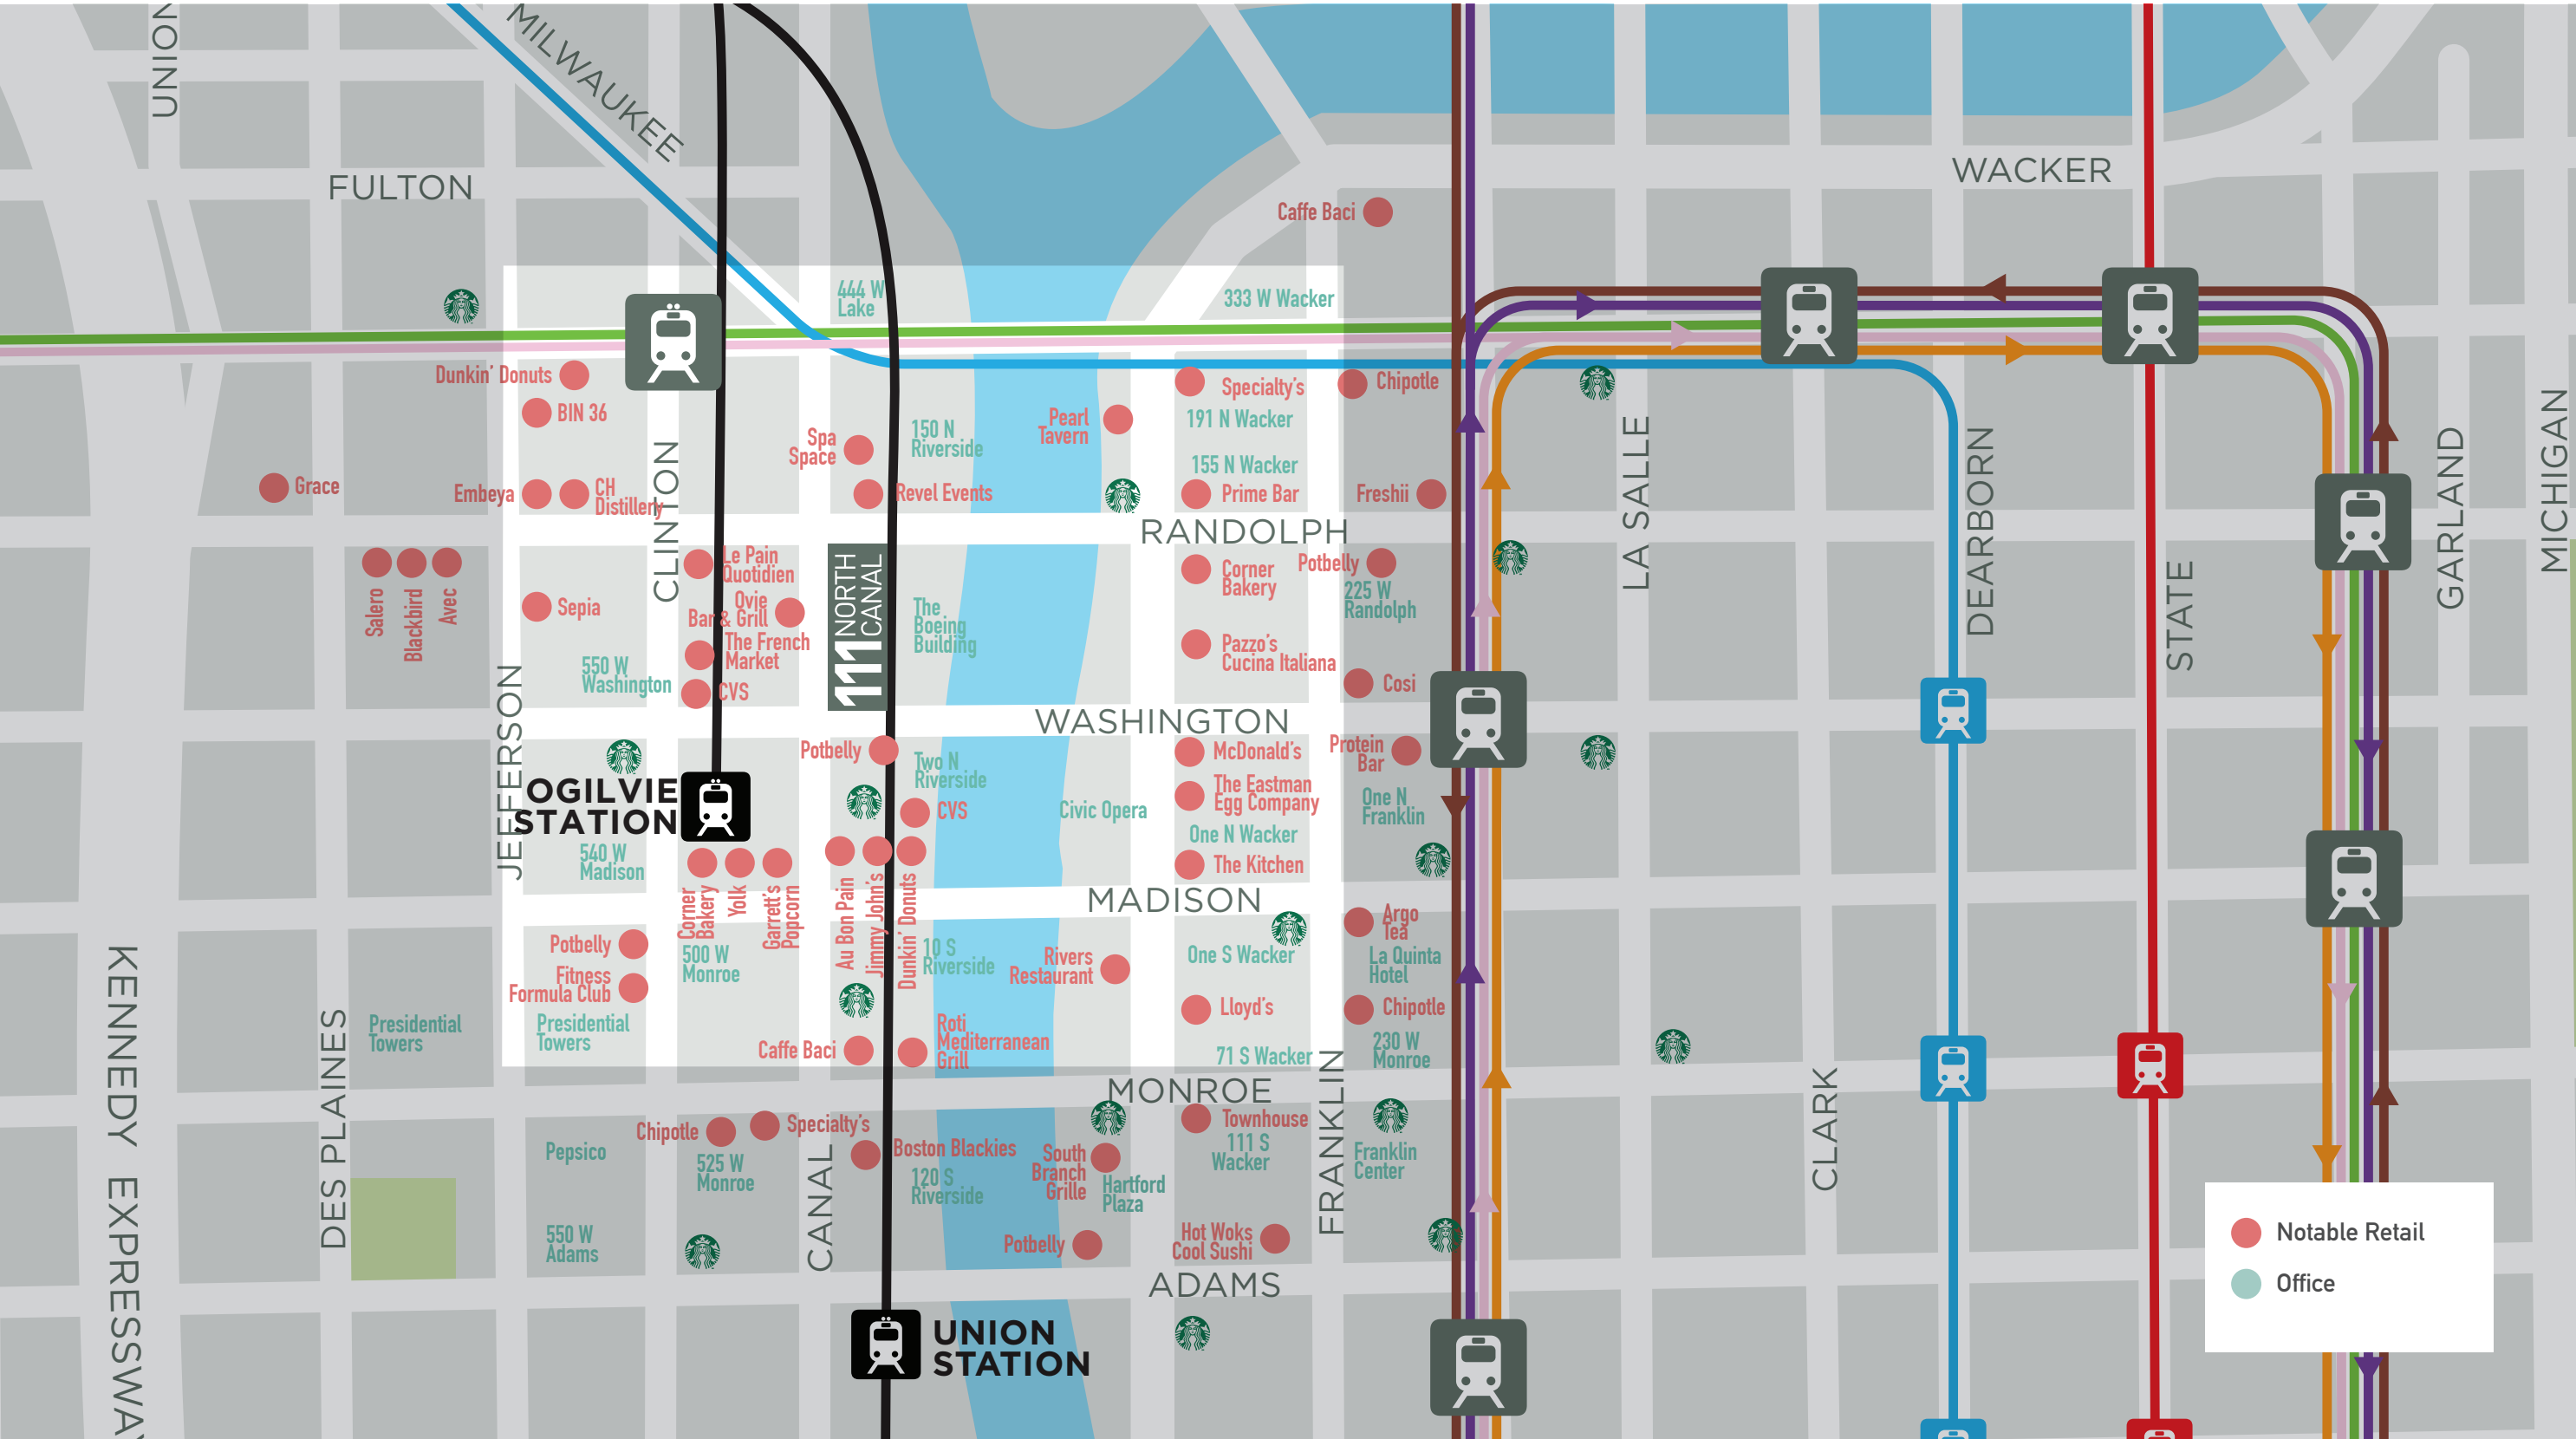 UNION
MILWAUKEE
FULTON
WACKER
Caffe Baci
444 W
Lake
333 W Wacker
Dunkin' Donuts
BIN 36
Specialty's
Chipotle
191 N Wacker
Pearl
Tavern
Spa
Space
150 N
Riverside
155 N Wacker
Grace
Embeya
CH
Distillery
Revel Events
Prime Bar
Freshii
CLINTON
LA SALLE
DEARBORN
STATE
GARLAND
MICHIGAN
RANDOLPH
Salero
Blackbird
Avec
Sepia
Le Pain
Quotidien
Ovie
Bar & Grill
The French
Market
CVS
550 W
Washington
111 NORTH
CANAL
The
Boeing
Building
Corner
Bakery
Potbelly
225 W
Randolph
Pazzo's
Cucina Italiana
Cosi
JEFFERSON
WASHINGTON
Potbelly
Two N
Riverside
CVS
McDonald's
Protein
Bar
The Eastman
Egg Company
Civic Opera
One N
Franklin
One N Wacker
The Kitchen
OGILVIE
STATION
540 W
Madison
Corner
Bakery
Yolk
Garrett's
Popcorn
Au Bon Pain
Jimmy John's
Dunkin' Donuts
MADISON
Potbelly
Fitness
Formula Club
500 W
Monroe
10 S
Riverside
Rivers
Restaurant
One S Wacker
Argo
Tea
La Quinta
Hotel
Lloyd's
Chipotle
Presidential
Towers
Presidential
Towers
Caffe Baci
Roti
Mediterranean
Grill
71 S Wacker
230 W
Monroe
KENNEDY EXPRESSWA
DES PLAINES
MONROE
FRANKLIN
CLARK
CANAL
Chipotle
Specialty's
Pepsico
525 W
Monroe
Boston Blackies
120 S
Riverside
South
Branch
Grille
Hartford
Plaza
Townhouse
111 S
Wacker
Franklin
Center
550 W
Adams
Potbelly
Hot Woks
Cool Sushi
ADAMS
UNION
STATION
Notable Retail
Office